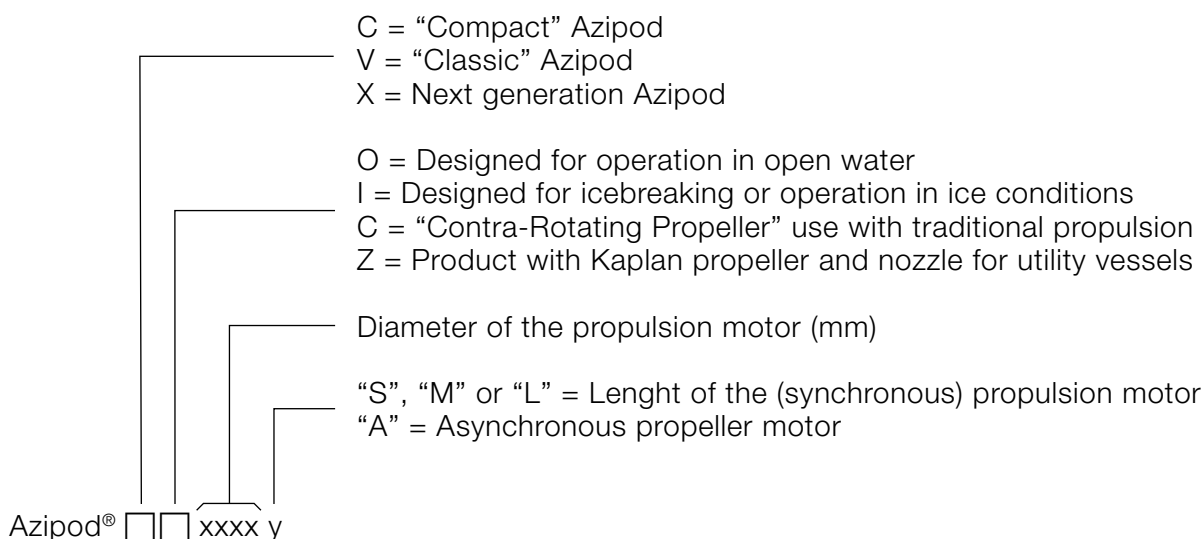 C = “Compact” Azipod
V = “Classic” Azipod
X = Next generation Azipod
O = Designed for operation in open water
I = Designed for icebreaking or operation in ice conditions
C = “Contra-Rotating Propeller” use with traditional propulsion
Z = Product with Kaplan propeller and nozzle for utility vessels
Diameter of the propulsion motor (mm)
“S”, “M” or “L” = Lenght of the (synchronous) propulsion motor
“A” = Asynchronous propeller motor
Azipod® □ □ xxxx y